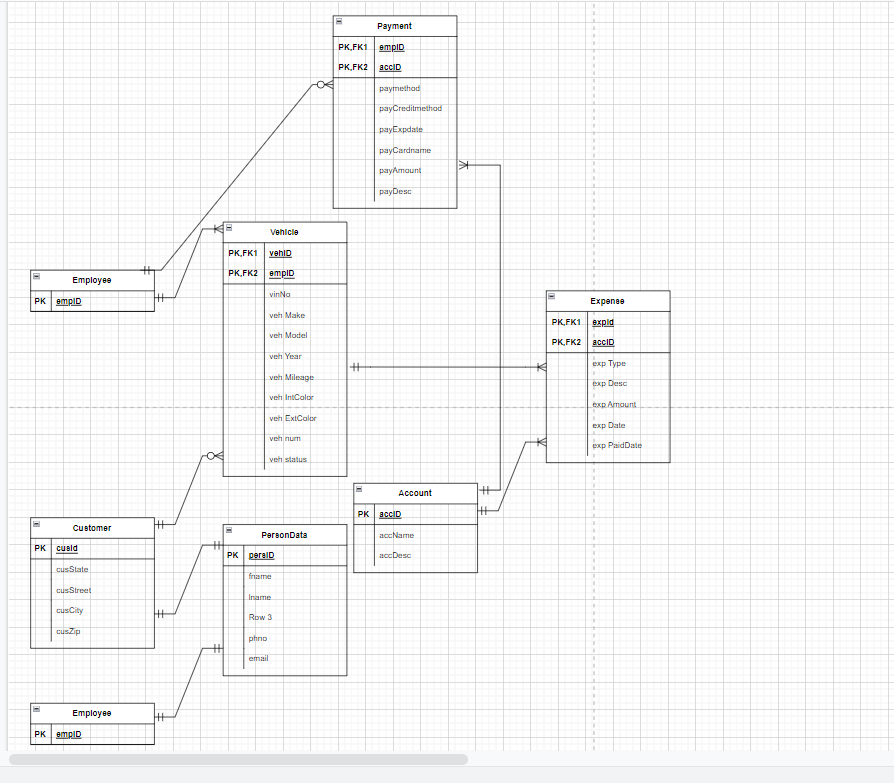 Payment
PK,FK1 empID
PK,FK2 accID
paymethod
payCreditmethod
payExpdate
payCardname
payAmount
payDesc
Vehicle
PK,FK1 vehID
PK,FK2 empID
vinNo
veh Make
veh Model
veh Year
veh Mileage
veh IntColor
veh ExtColor
veh num
veh status
Employee
PK empID
Expense
PK,FK1 expId
PK,FK2 accID
exp Type
exp Desc
exp Amount
exp Date
exp PaidDate
Account
PK accID
accName
accDesc
Customer
PK cusId
cusState
cusStreet
cusCity
cusZip
PersonData
PK persID
fname
lname
Row 3
phno
email
Employee
PK empID